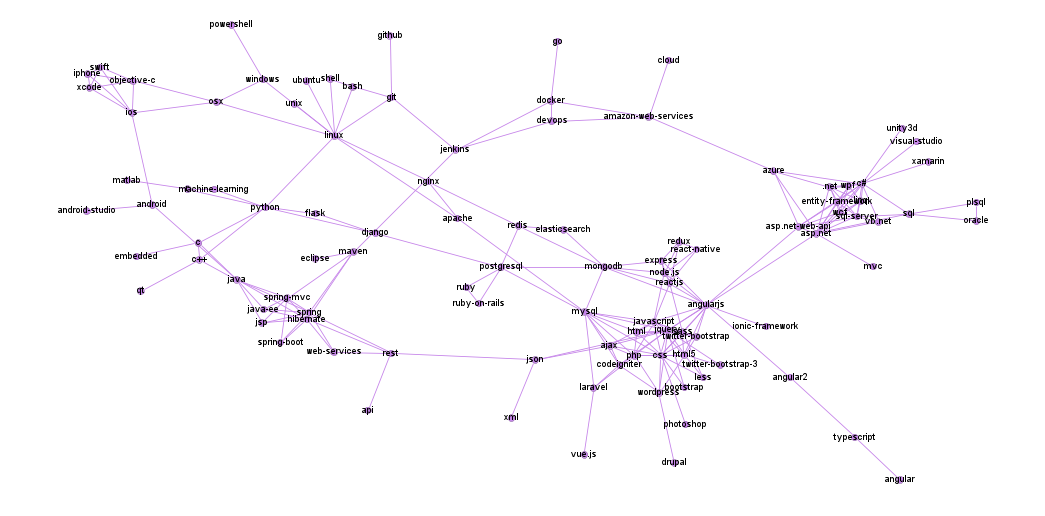 powershell
github
go
cloud
swift
iphone
objective-c
xcode
ios
windows
ubuntu
shell
bash
unix
osx
git
linux
docker
devops
amazon-web-services
jenkins
unity3d
visual-studio
xamarin
azure
nginx
matlab
machine-learning
android
android-studio
python
flask
apache
django
redis
elasticsearch
.net
wpf
c#
entity-framework
linq
wcf
sql-server
vb.net
sql
plsql
oracle
asp.net-web-api
asp.net
mvc
c
c++
embedded
qt
maven
eclipse
java
postgresql
mongodb
redux
react-native
express
node.js
reactjs
ruby
ruby-on-rails
angularjs
spring-mvc
java-ee
spring
hibernate
jsp
spring-boot
web-services
rest
api
json
xml
mysql
javascript
html
jquery
sass
twitter-bootstrap
ionic-framework
ajax
php
css
html5
codeigniter
twitter-bootstrap-3
less
bootstrap
laravel
wordpress
angular2
photoshop
vue.js
drupal
typescript
angular